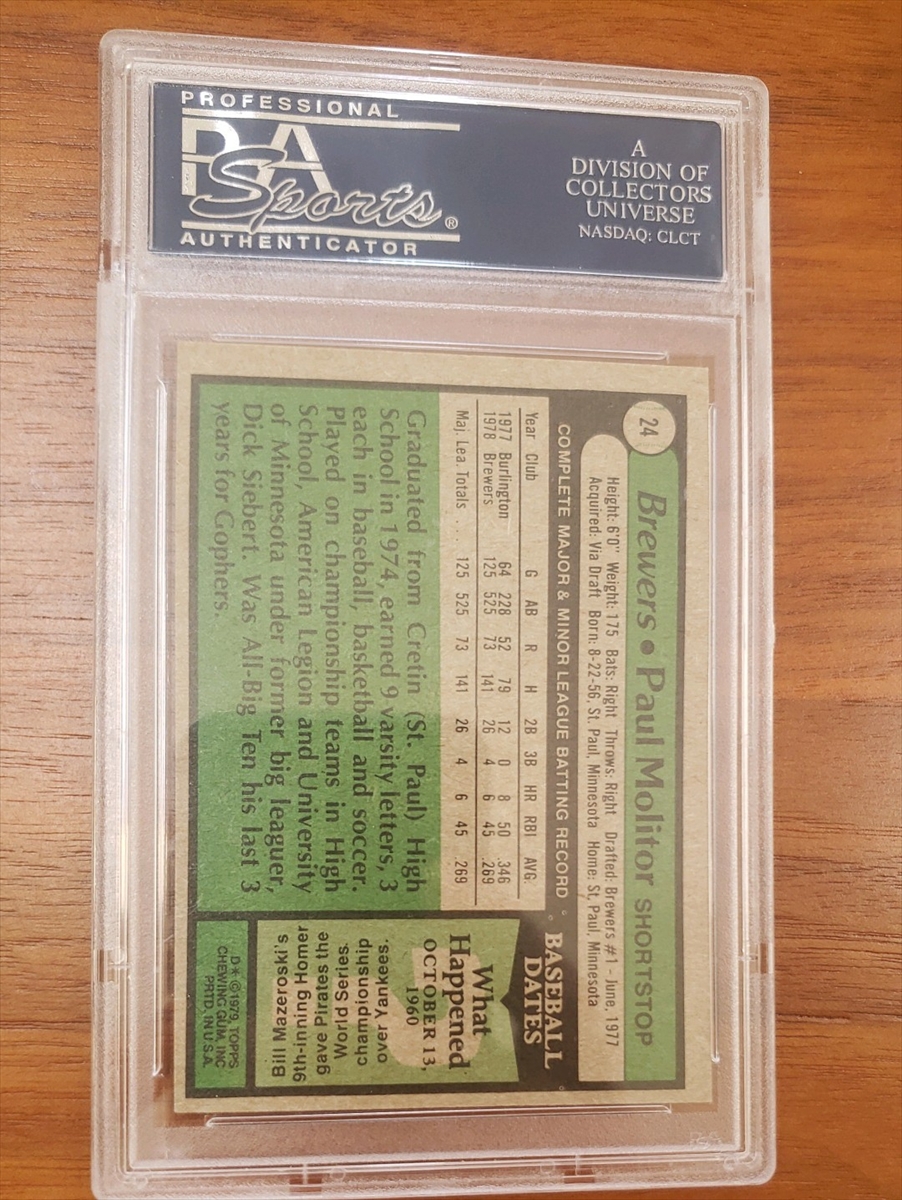 PROFESSIONAL
PSA
Sports®
AUTHENTICATOR
A
DIVISION OF
COLLECTORS
UNIVERSE
NASDAQ: CLCT
24
Brewers • Paul Molitor SHORTSTOP
Height: 6'0" Weight: 175 Bats: Right Throws: Right Drafted: Brewers #1 - June, 1977
Acquired: Via Draft Born: 8-22-56, St. Paul, Minnesota Home: St. Paul, Minnesota
COMPLETE MAJOR & MINOR LEAGUE BATTING RECORD
Year Club G AB R H 2B 3B HR RBI AVG.
1977 Burlington 64 228 52 79 12 0 8 50 .346
1978 Brewers 125 525 73 141 26 4 6 45 .269
Maj. Lea. Totals . . . 125 525 73 141 26 4 6 45 .269
Graduated from Cretin (St. Paul) High
School in 1974, earned 9 varsity letters, 3
each in baseball, basketball and soccer.
Played on championship teams in High
School, American Legion and University
of Minnesota under former big leaguer,
Dick Siebert. Was All-Big Ten his last 3
years for Gophers.
BASEBALL
DATES
What
Happened
OCTOBER 13,
1960
Bill Mazeroski's
9th-inning Homer
gave Pirates the
World Series
championship
over Yankees.
D* ©1979, TOPPS
CHEWING GUM, INC
PRTD. IN U.S.A.
PSA